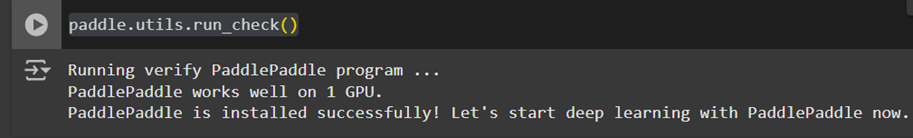 paddle.utils.run_check()
Running verify PaddlePaddle program ...
PaddlePaddle works well on 1 GPU.
PaddlePaddle is installed successfully! Let's start deep learning with PaddlePaddle now.